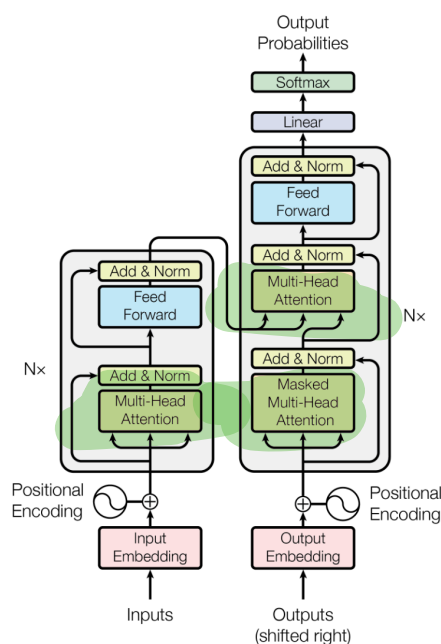 Output
Probabilities
Softmax
Linear
Add & Norm
Feed
Forward
Add & Norm
Multi-Head
Attention
Add & Norm
Masked
Multi-Head
Attention
Nx
Add & Norm
Feed
Forward
Add & Norm
Multi-Head
Attention
Nx
Positional
Encoding
Positional
Encoding
Input
Embedding
Output
Embedding
Inputs
Outputs
(shifted right)